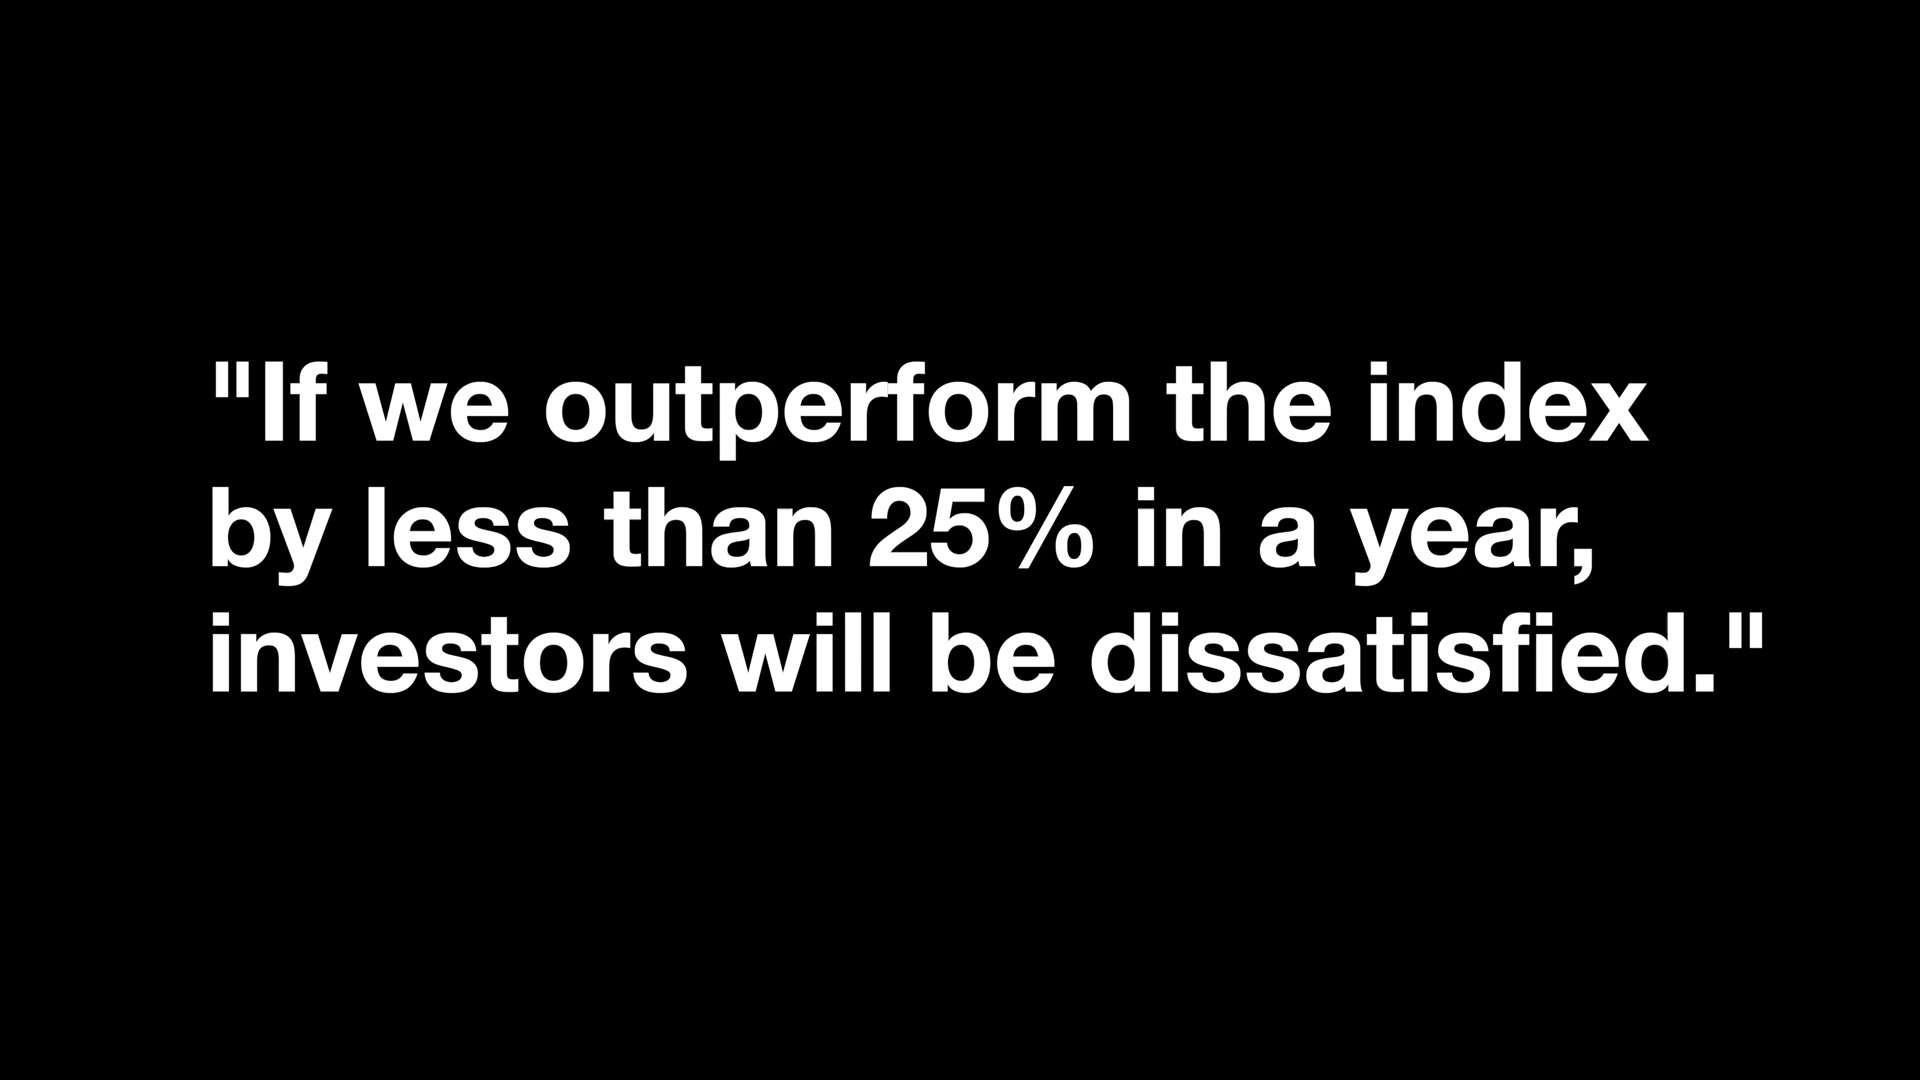 "If we outperform the index
by less than 25% in a year,
investors will be dissatisfied."